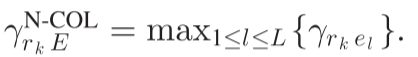 γ_{r_k E}^{N-COL} = max_{1≤l≤L} {γ_{r_k e_l}}.